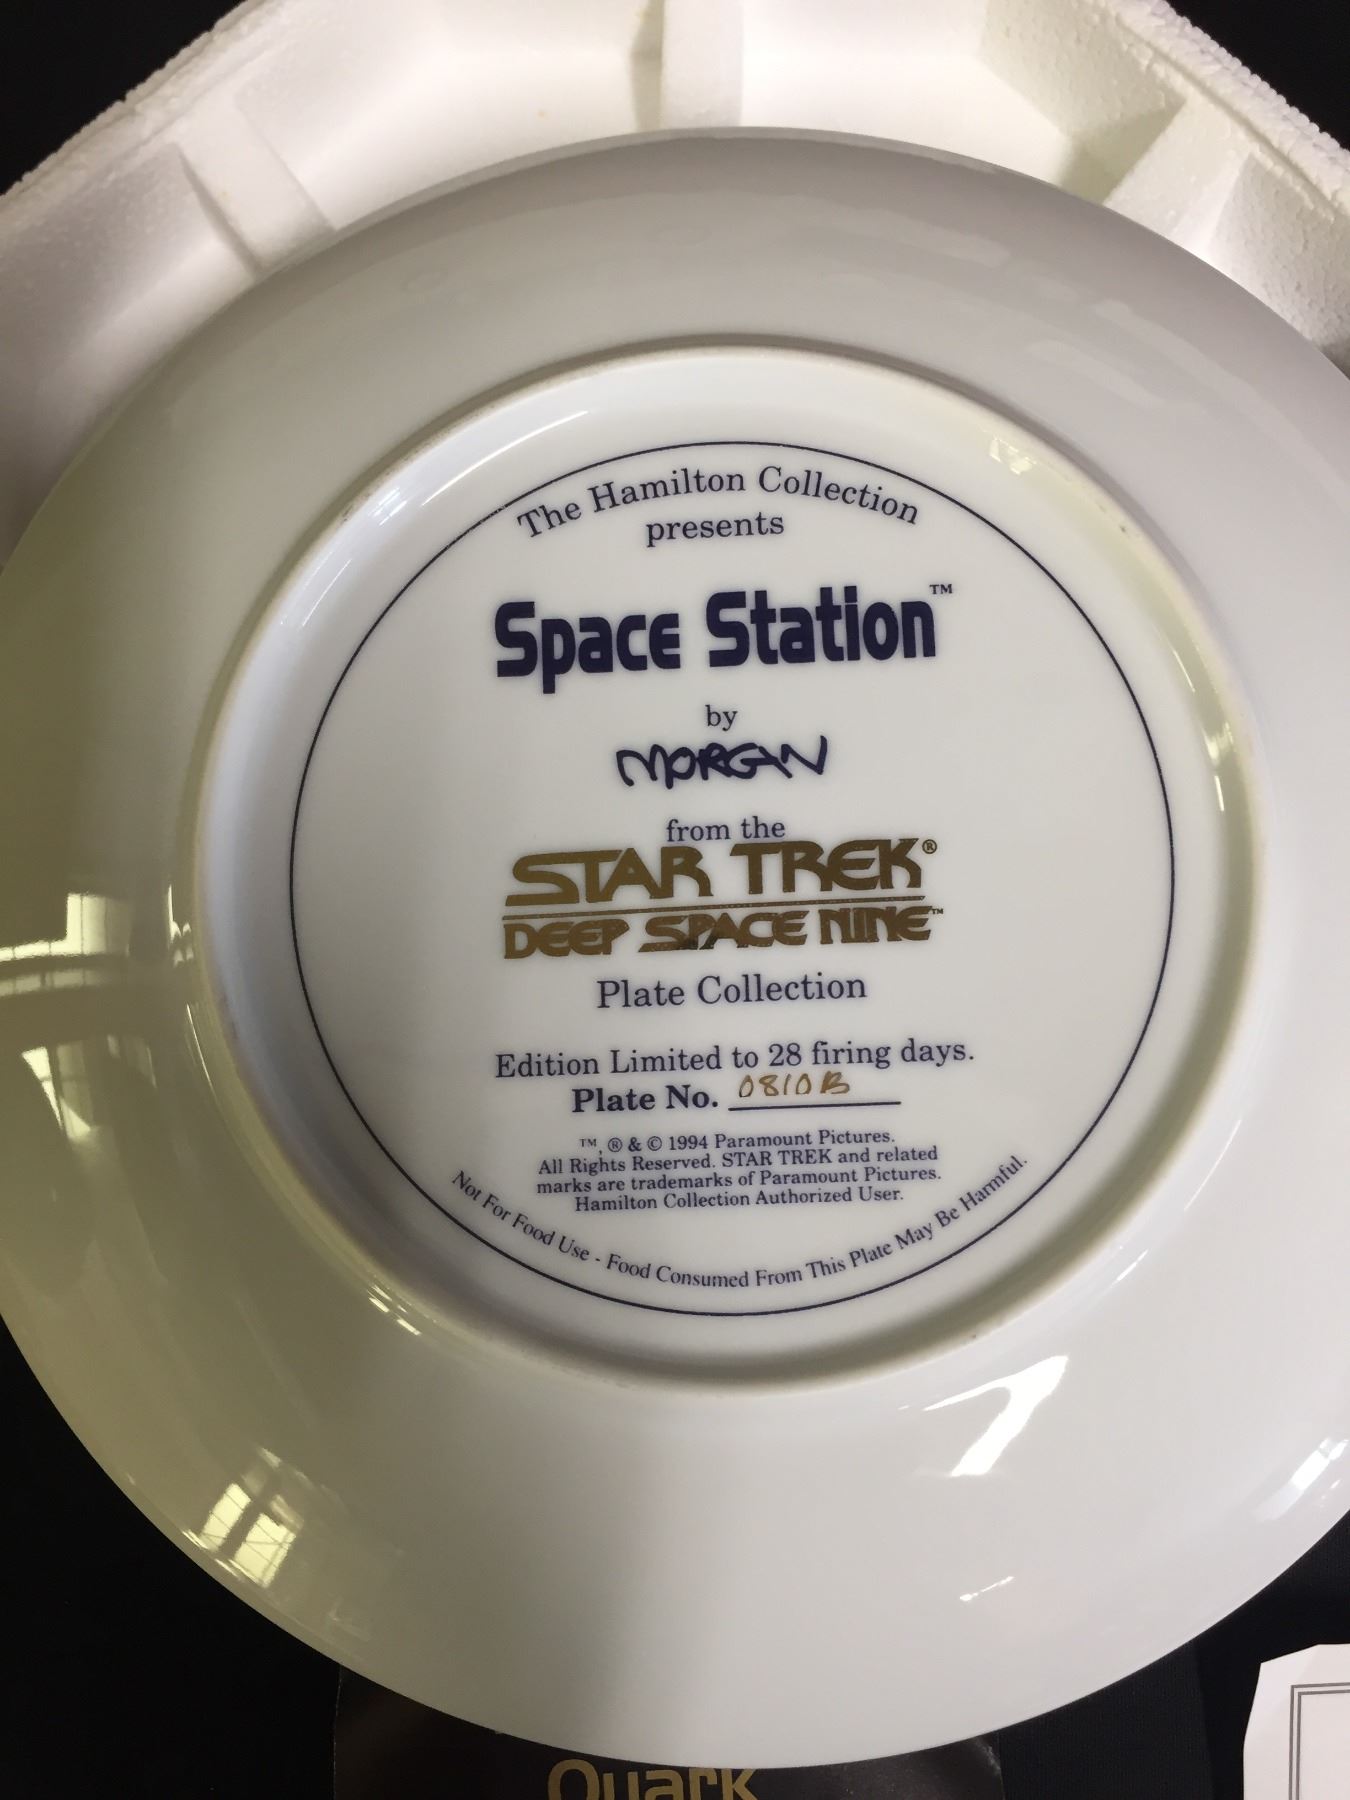 The Hamilton Collection
presents
Space Station™
by
MORGAN
from the
STAR TREK®
DEEP SPACE NINE™
Plate Collection
Edition Limited to 28 firing days.
Plate No. 0810B
™, ® & © 1994 Paramount Pictures.
All Rights Reserved. STAR TREK and related
marks are trademarks of Paramount Pictures.
Hamilton Collection Authorized User.
Not For Food Use - Food Consumed From This Plate May Be Harmful.
Quark